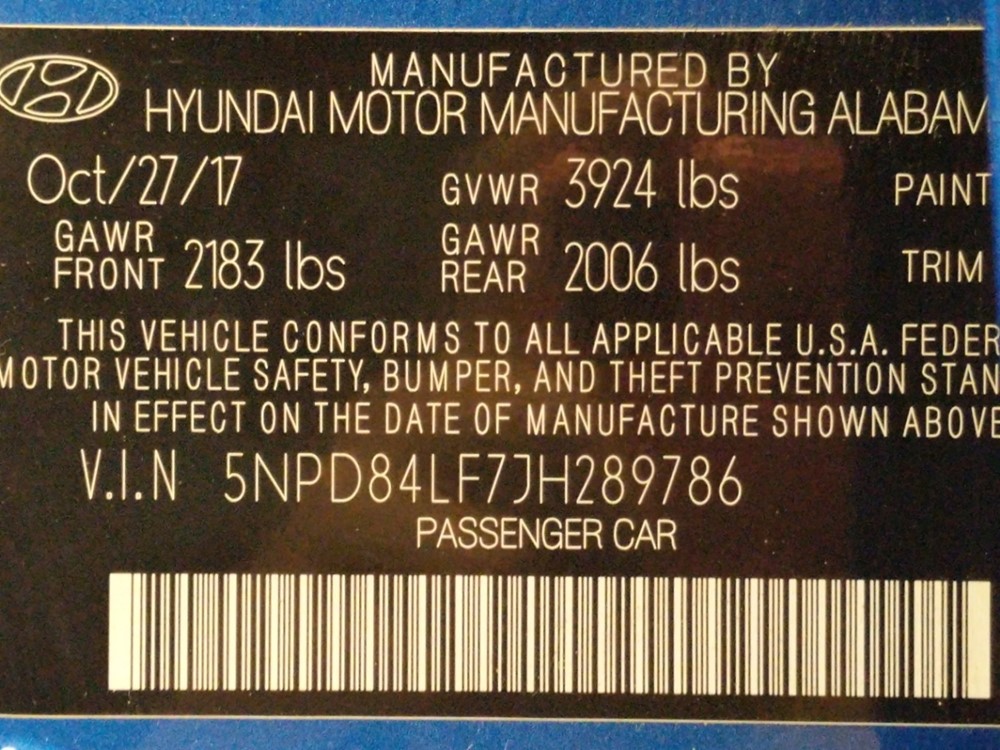 MANUFACTURED BY
HYUNDAI MOTOR MANUFACTURING ALABAM
Oct/27/17 GVWR 3924 lbs PAINT
GAWR FRONT 2183 lbs GAWR REAR 2006 lbs TRIM
THIS VEHICLE CONFORMS TO ALL APPLICABLE U.S.A. FEDER
MOTOR VEHICLE SAFETY, BUMPER, AND THEFT PREVENTION STAN
IN EFFECT ON THE DATE OF MANUFACTURE SHOWN ABOVE
V.I.N 5NPD84LF7JH289786
PASSENGER CAR